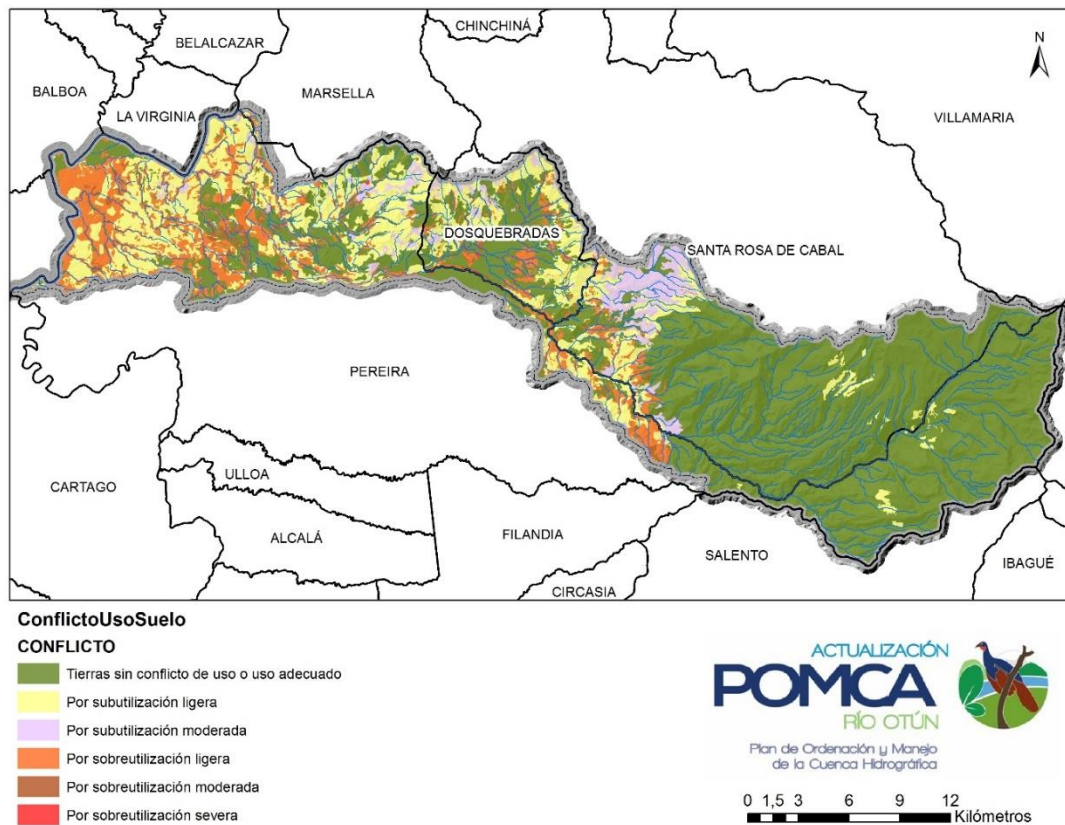 CHINCHINÁ
BELALCAZAR
N
BALBOA
MARSELLA
LA VIRGINIA
VILLAMARIA
DOSQUEBRADAS
SANTA ROSA DE CABAL
PEREIRA
CARTAGO
ULLOA
ALCALÁ
FILANDIA
SALENTO
IBAGUÉ
CIRCASIA
ConflictoUsoSuelo
CONFLICTO
Tierras sin conflicto de uso o uso adecuado
Por subutilización ligera
Por subutilización moderada
Por sobreutilización ligera
Por sobreutilización moderada
Por sobreutilización severa
ACTUALIZACIÓN
POMCA
RÍO OTÚN
Plan de Ordenación y Manejo
de la Cuenca Hidrográfica
0 1,5 3 6 9 12
Kilómetros